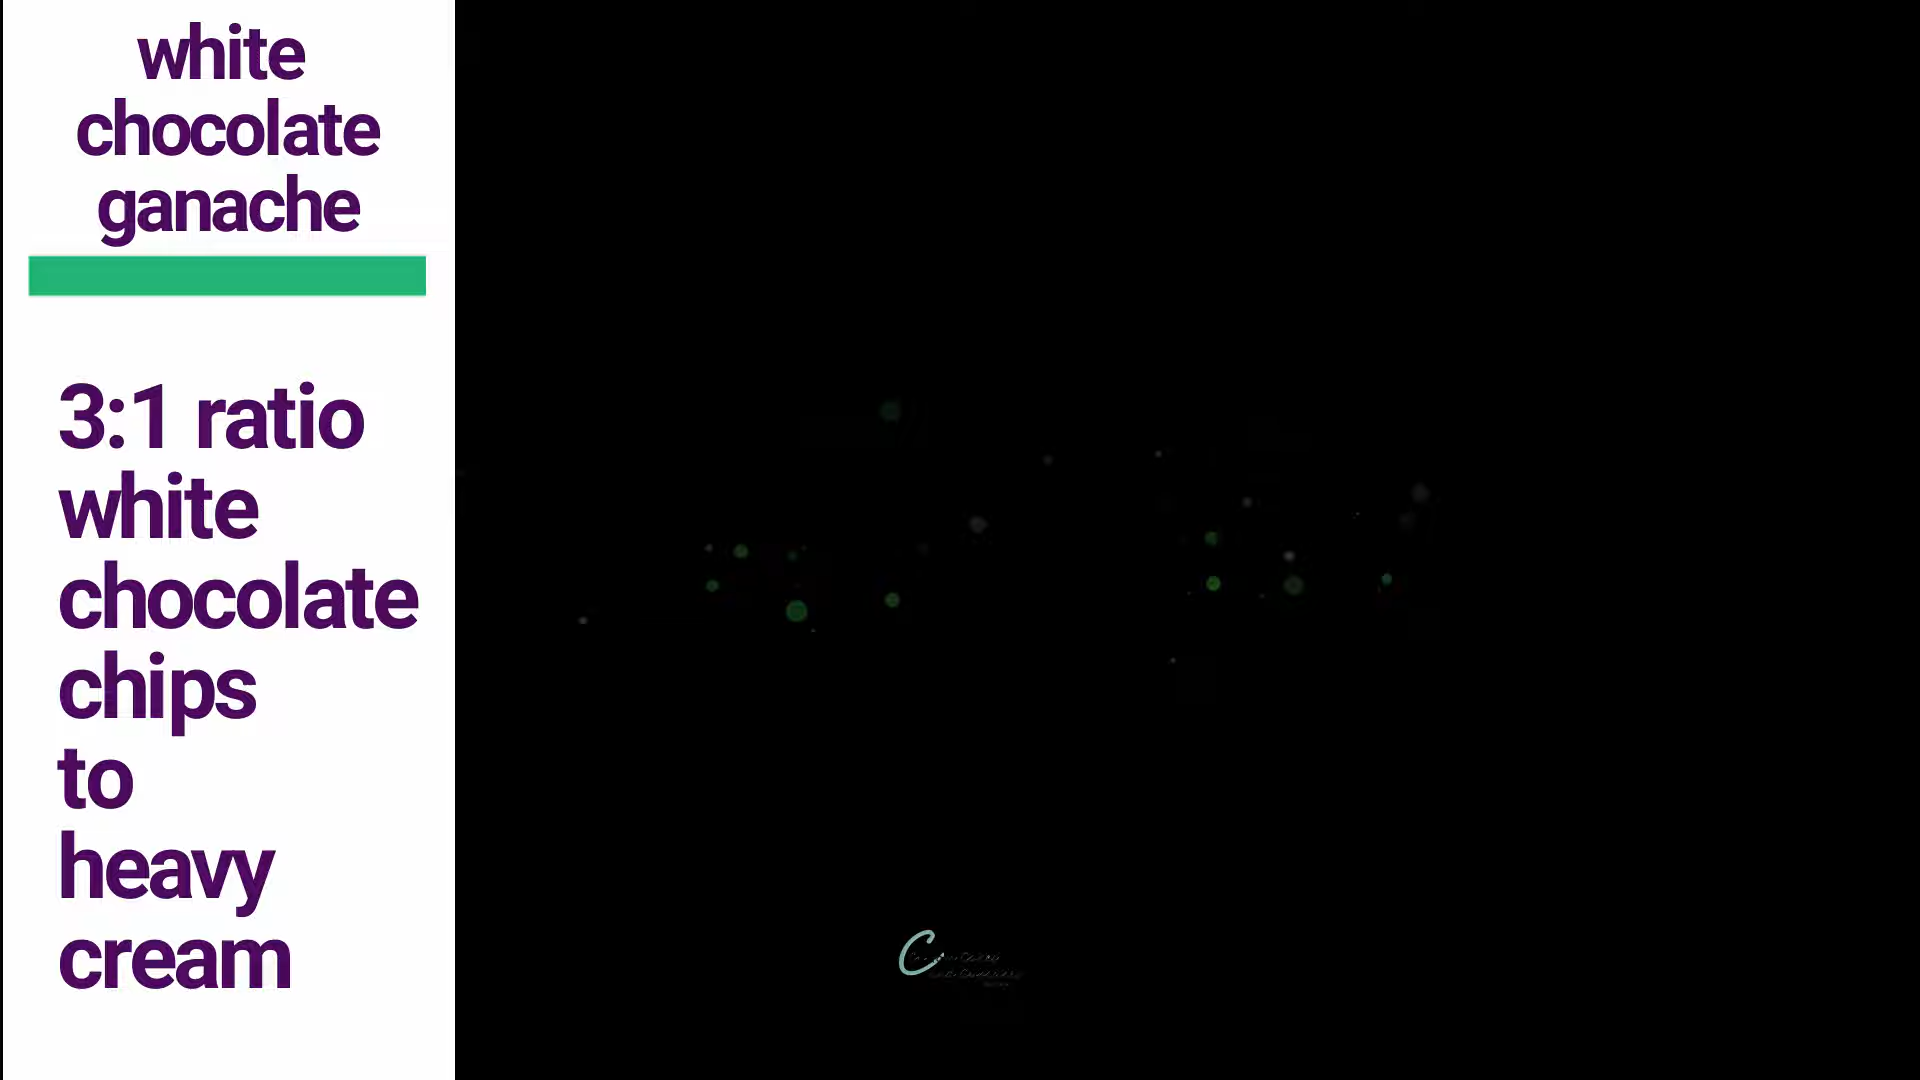 white
chocolate
ganache
3:1 ratio
white
chocolate
chips
to
heavy
cream